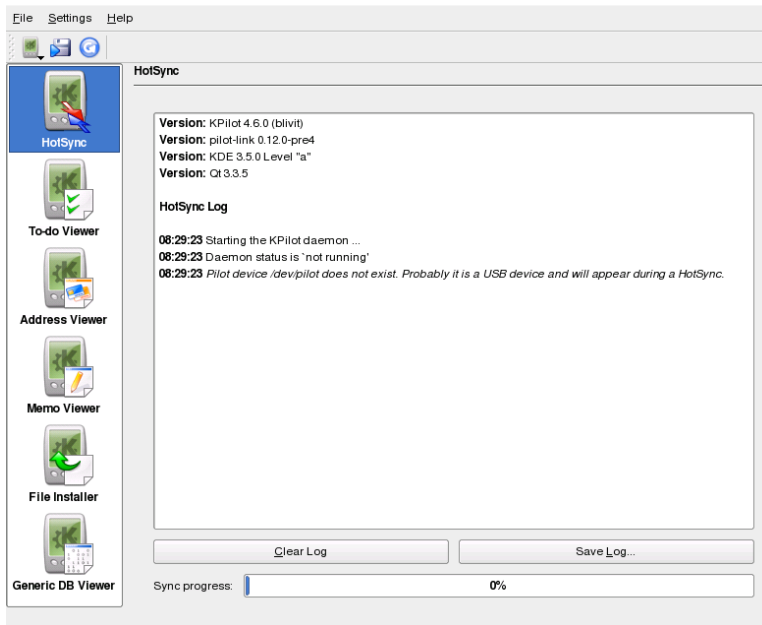 File Settings Help
HotSync
HotSync
To-do Viewer
Address Viewer
Memo Viewer
File Installer
Generic DB Viewer
Version: KPilot 4.6.0 (blivit)
Version: pilot-link 0.12.0-pre4
Version: KDE 3.5.0 Level "a"
Version: Qt 3.3.5
HotSync Log
08:29:23 Starting the KPilot daemon ...
08:29:23 Daemon status is `not running'
08:29:23 Pilot device /dev/pilot does not exist. Probably it is a USB device and will appear during a HotSync.
Clear Log Save Log...
Sync progress: 0%